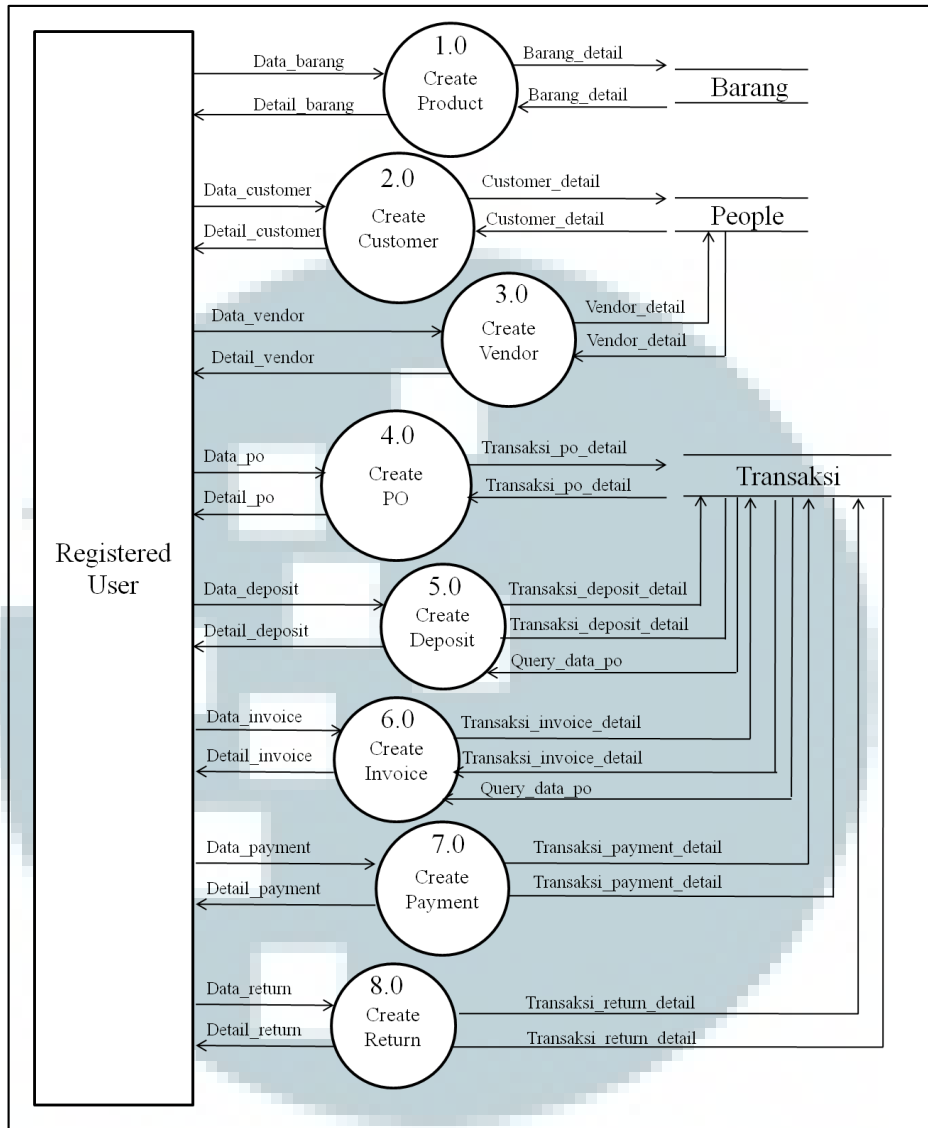 Registered
User
Data_barang
Detail_barang
1.0
Create
Product
Barang_detail
Barang_detail
Barang
Data_customer
Detail_customer
2.0
Create
Customer
Customer_detail
Customer_detail
People
Data_vendor
Detail_vendor
3.0
Create
Vendor
Vendor_detail
Vendor_detail
Data_po
Detail_po
4.0
Create
PO
Transaksi_po_detail
Transaksi_po_detail
Transaksi
Data_deposit
Detail_deposit
5.0
Create
Deposit
Transaksi_deposit_detail
Transaksi_deposit_detail
Query_data_po
Data_invoice
Detail_invoice
6.0
Create
Invoice
Transaksi_invoice_detail
Transaksi_invoice_detail
Query_data_po
Data_payment
Detail_payment
7.0
Create
Payment
Transaksi_payment_detail
Transaksi_payment_detail
Data_return
Detail_return
8.0
Create
Return
Transaksi_return_detail
Transaksi_return_detail